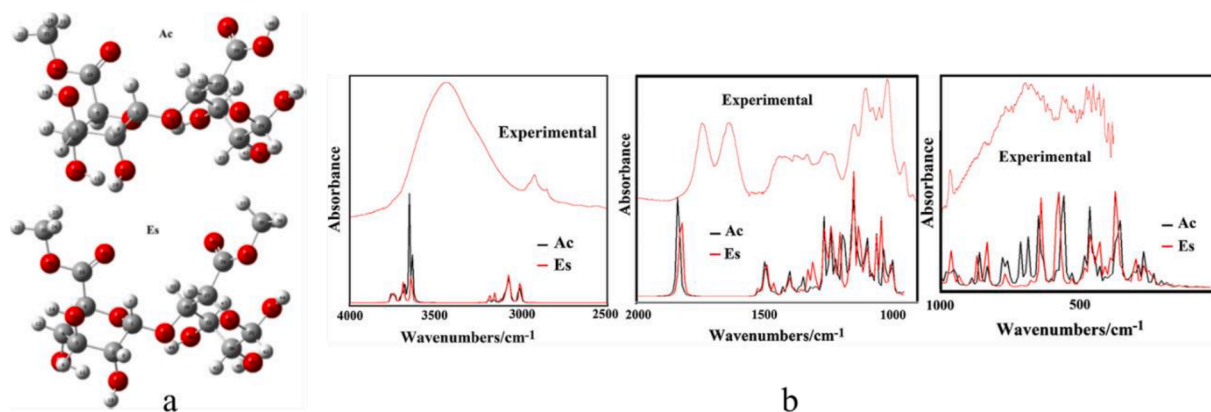 Ac
Es
a
Absorbance
Experimental
Ac
Es
4000
3500
3000
2500
Wavenumbers/cm-1
Absorbance
Experimental
Ac
Es
2000
1500
1000
Wavenumbers/cm-1
Absorbance
Experimental
Ac
Es
1000
500
Wavenumbers/cm-1
b